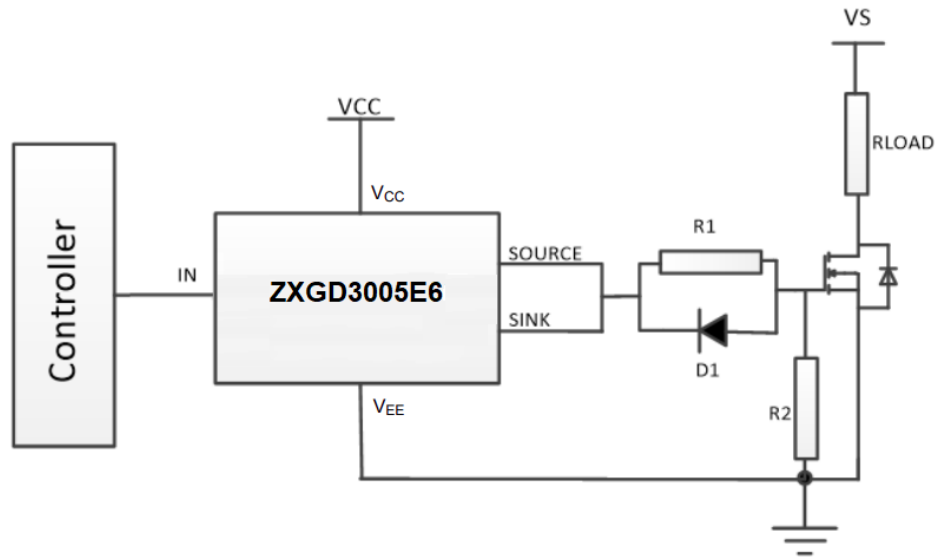 VS
RLOAD
VCC
VCC
Controller
IN
ZXGD3005E6
SOURCE
SINK
R1
D1
VEE
R2